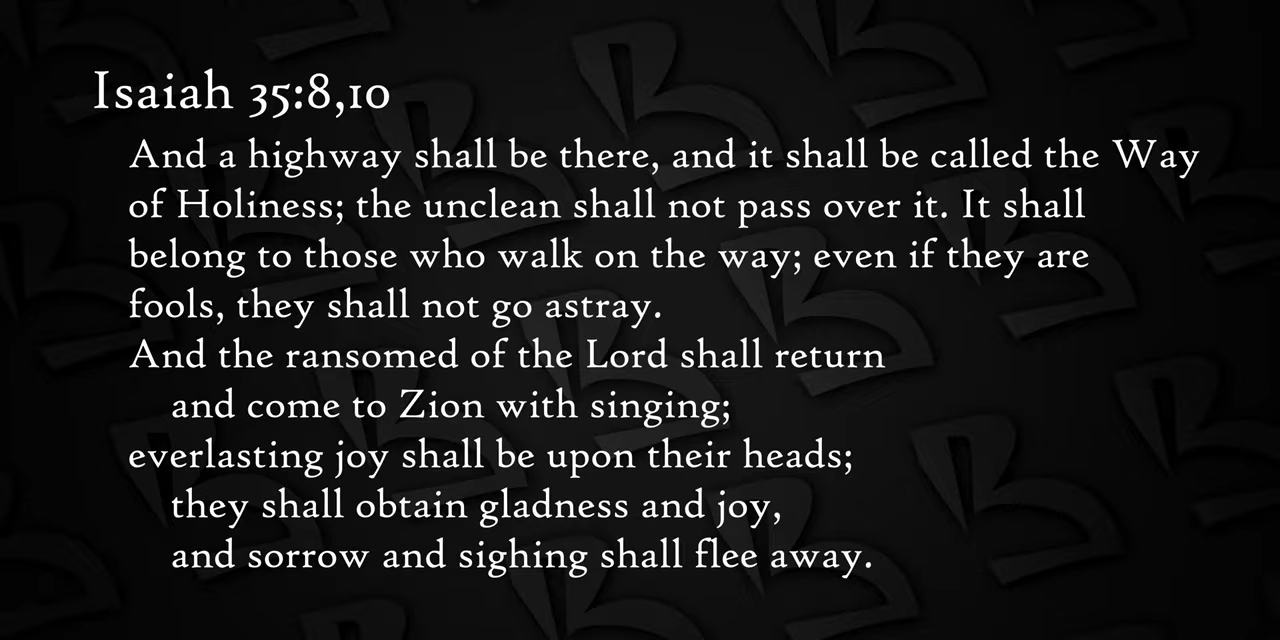 Isaiah 35:8,10
And a highway shall be there, and it shall be called the Way
of Holiness; the unclean shall not pass over it. It shall
belong to those who walk on the way; even if they are
fools, they shall not go astray.
And the ransomed of the Lord shall return
and come to Zion with singing;
everlasting joy shall be upon their heads;
they shall obtain gladness and joy,
and sorrow and sighing shall flee away.